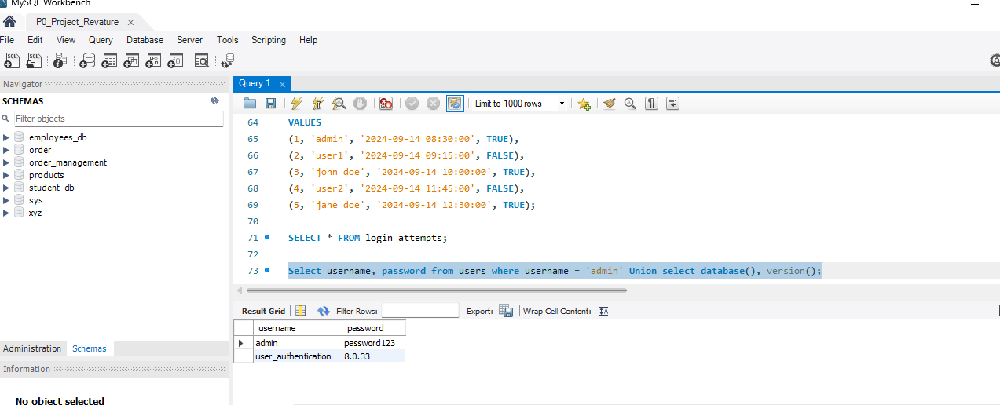 MySQL Workbench
P0_Project_Revature
File Edit View Query Database Server Tools Scripting Help
Navigator
SCHEMAS
Filter objects
employees_db
order
order_management
products
student_db
sys
xyz
Administration Schemas
Information
No object selected
Query 1
Limit to 1000 rows
64 VALUES
65 (1, 'admin', '2024-09-14 08:30:00', TRUE),
66 (2, 'user1', '2024-09-14 09:15:00', FALSE),
67 (3, 'john_doe', '2024-09-14 10:00:00', TRUE),
68 (4, 'user2', '2024-09-14 11:45:00', FALSE),
69 (5, 'jane_doe', '2024-09-14 12:30:00', TRUE);
70
71 SELECT * FROM login_attempts;
72
73 Select username, password from users where username = 'admin' Union select database(), version();
Result Grid Filter Rows: Export: Wrap Cell Content:
username password
admin password123
user_authentication 8.0.33